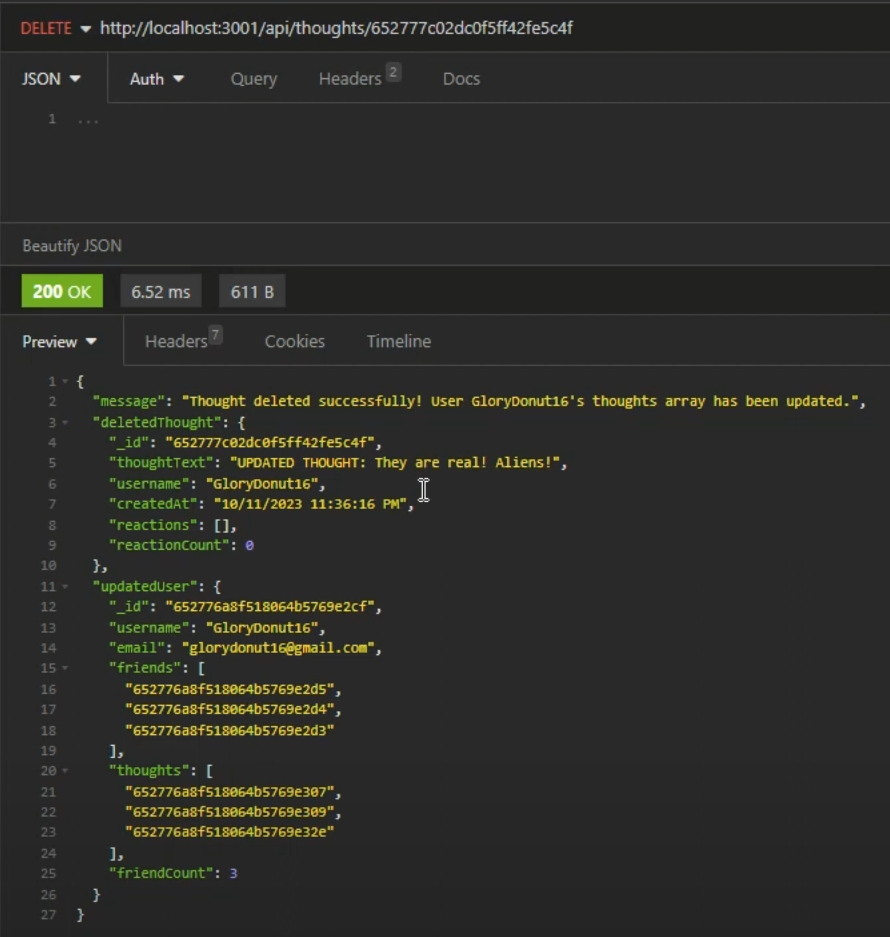 DELETE http://localhost:3001/api/thoughts/652777c02dc0f5ff42fe5c4f
JSON Auth Query Headers 2 Docs
1 ...
Beautify JSON
200 OK 6.52 ms 611 B
Preview Headers 7 Cookies Timeline
1 {
2 "message": "Thought deleted successfully! User GloryDonut16's thoughts array has been updated.",
3 "deletedThought": {
4 "_id": "652777c02dc0f5ff42fe5c4f",
5 "thoughtText": "UPDATED THOUGHT: They are real! Aliens!",
6 "username": "GloryDonut16",
7 "createdAt": "10/11/2023 11:36:16 PM",
8 "reactions": [],
9 "reactionCount": 0
10 },
11 "updatedUser": {
12 "_id": "652776a8f518064b5769e2cf",
13 "username": "GloryDonut16",
14 "email": "glorydonut16@gmail.com",
15 "friends": [
16 "652776a8f518064b5769e2d5",
17 "652776a8f518064b5769e2d4",
18 "652776a8f518064b5769e2d3"
19 ],
20 "thoughts": [
21 "652776a8f518064b5769e307",
22 "652776a8f518064b5769e309",
23 "652776a8f518064b5769e32e"
24 ],
25 "friendCount": 3
26 }
27 }